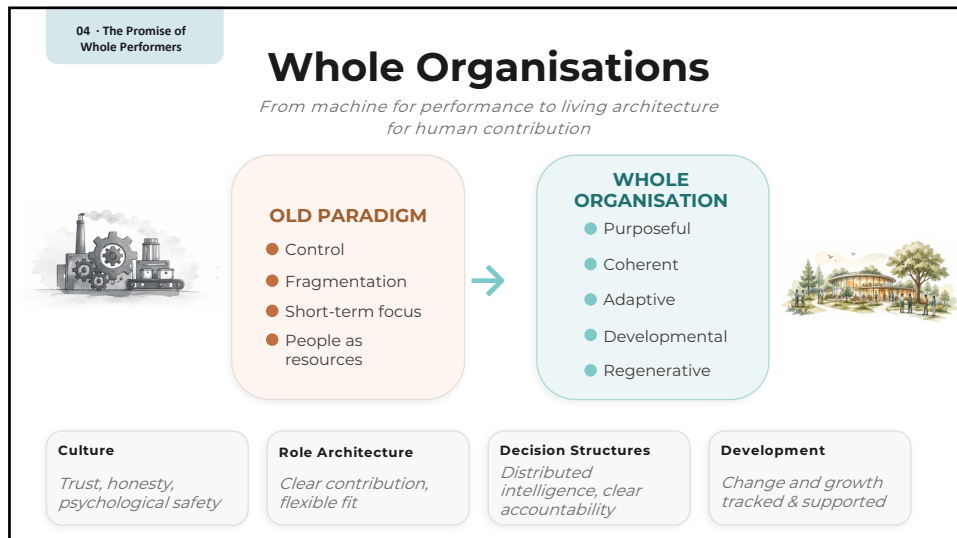 04 · The Promise of
Whole Performers
Whole Organisations
From machine for performance to living architecture
for human contribution
OLD PARADIGM
Control
Fragmentation
Short-term focus
People as
resources
WHOLE
ORGANISATION
Purposeful
Coherent
Adaptive
Developmental
Regenerative
Culture
Trust, honesty,
psychological safety
Role Architecture
Clear contribution,
flexible fit
Decision Structures
Distributed
intelligence, clear
accountability
Development
Change and growth
tracked & supported